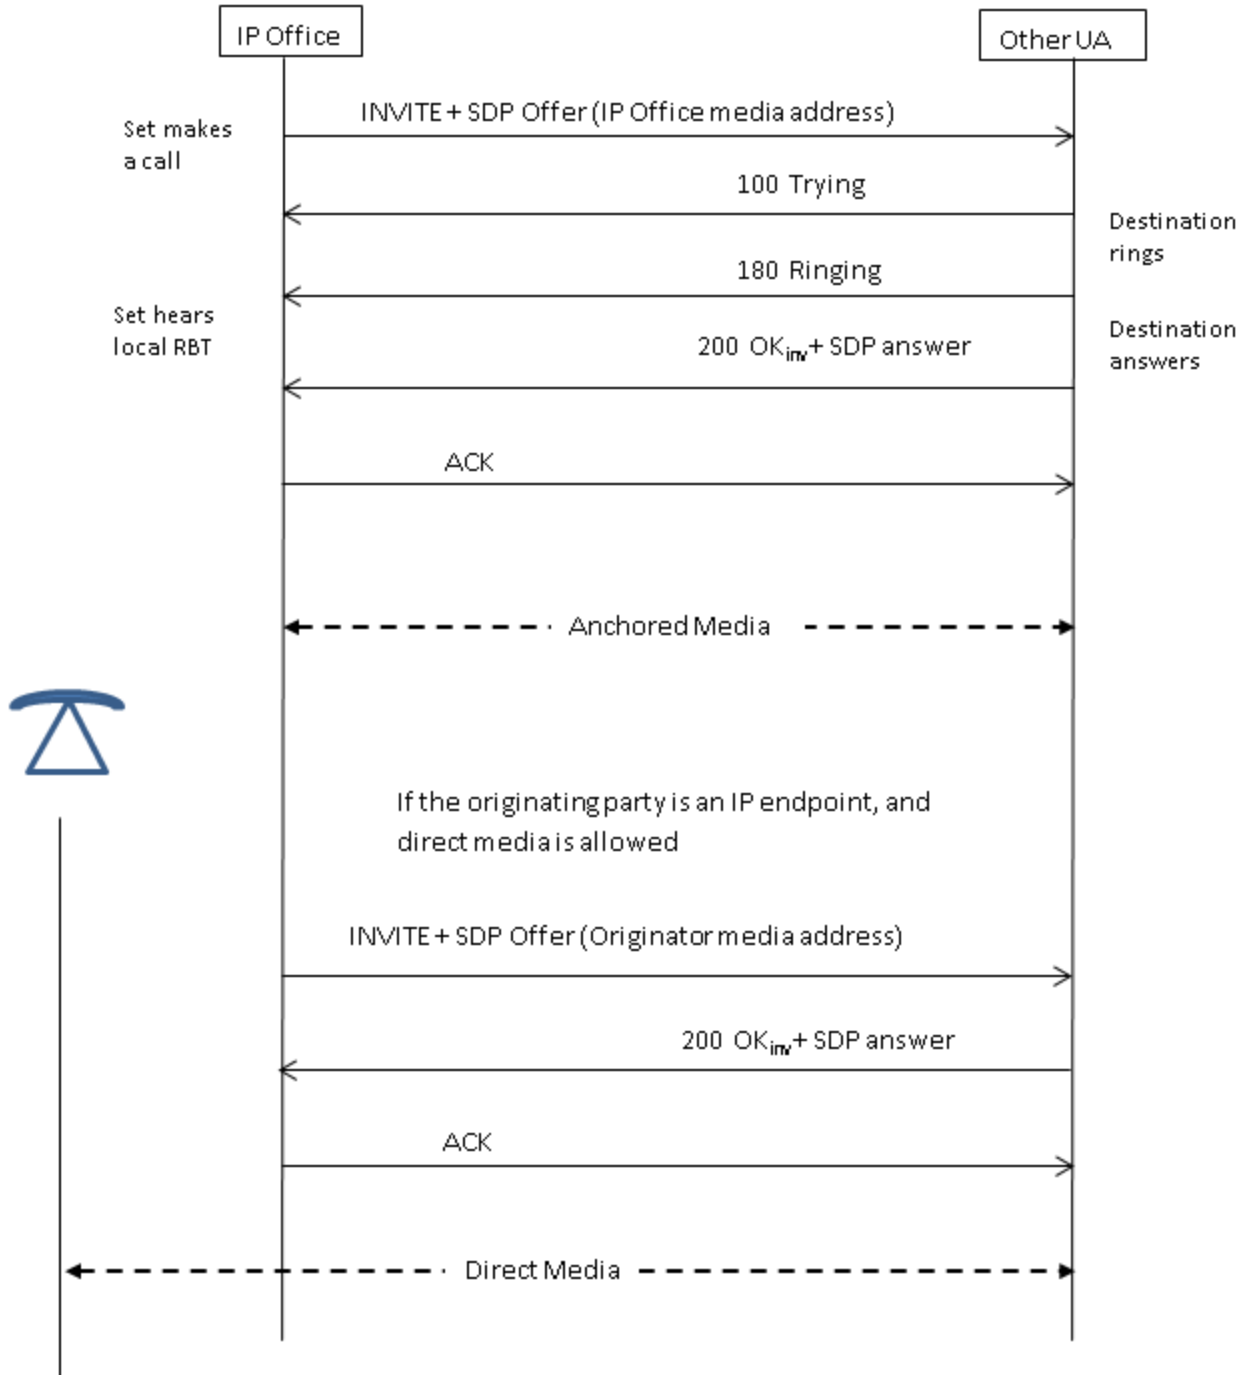 IP Office
Other UA
INVITE + SDP Offer (IP Office media address)
Set makes
a call
100 Trying
Destination
rings
180 Ringing
Set hears
local RBT
Destination
answers
200 OKinv+ SDP answer
ACK
Anchored Media
If the originating party is an IP endpoint, and
direct media is allowed
INVITE + SDP Offer (Originator media address)
200 OKinv+ SDP answer
ACK
Direct Media